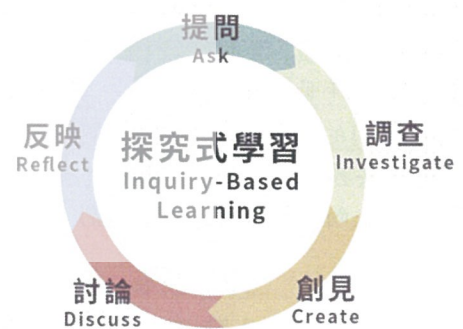 提問
Ask
調查
Investigate
創見
Create
討論
Discuss
反映
Reflect
探究式學習
Inquiry-Based
Learning